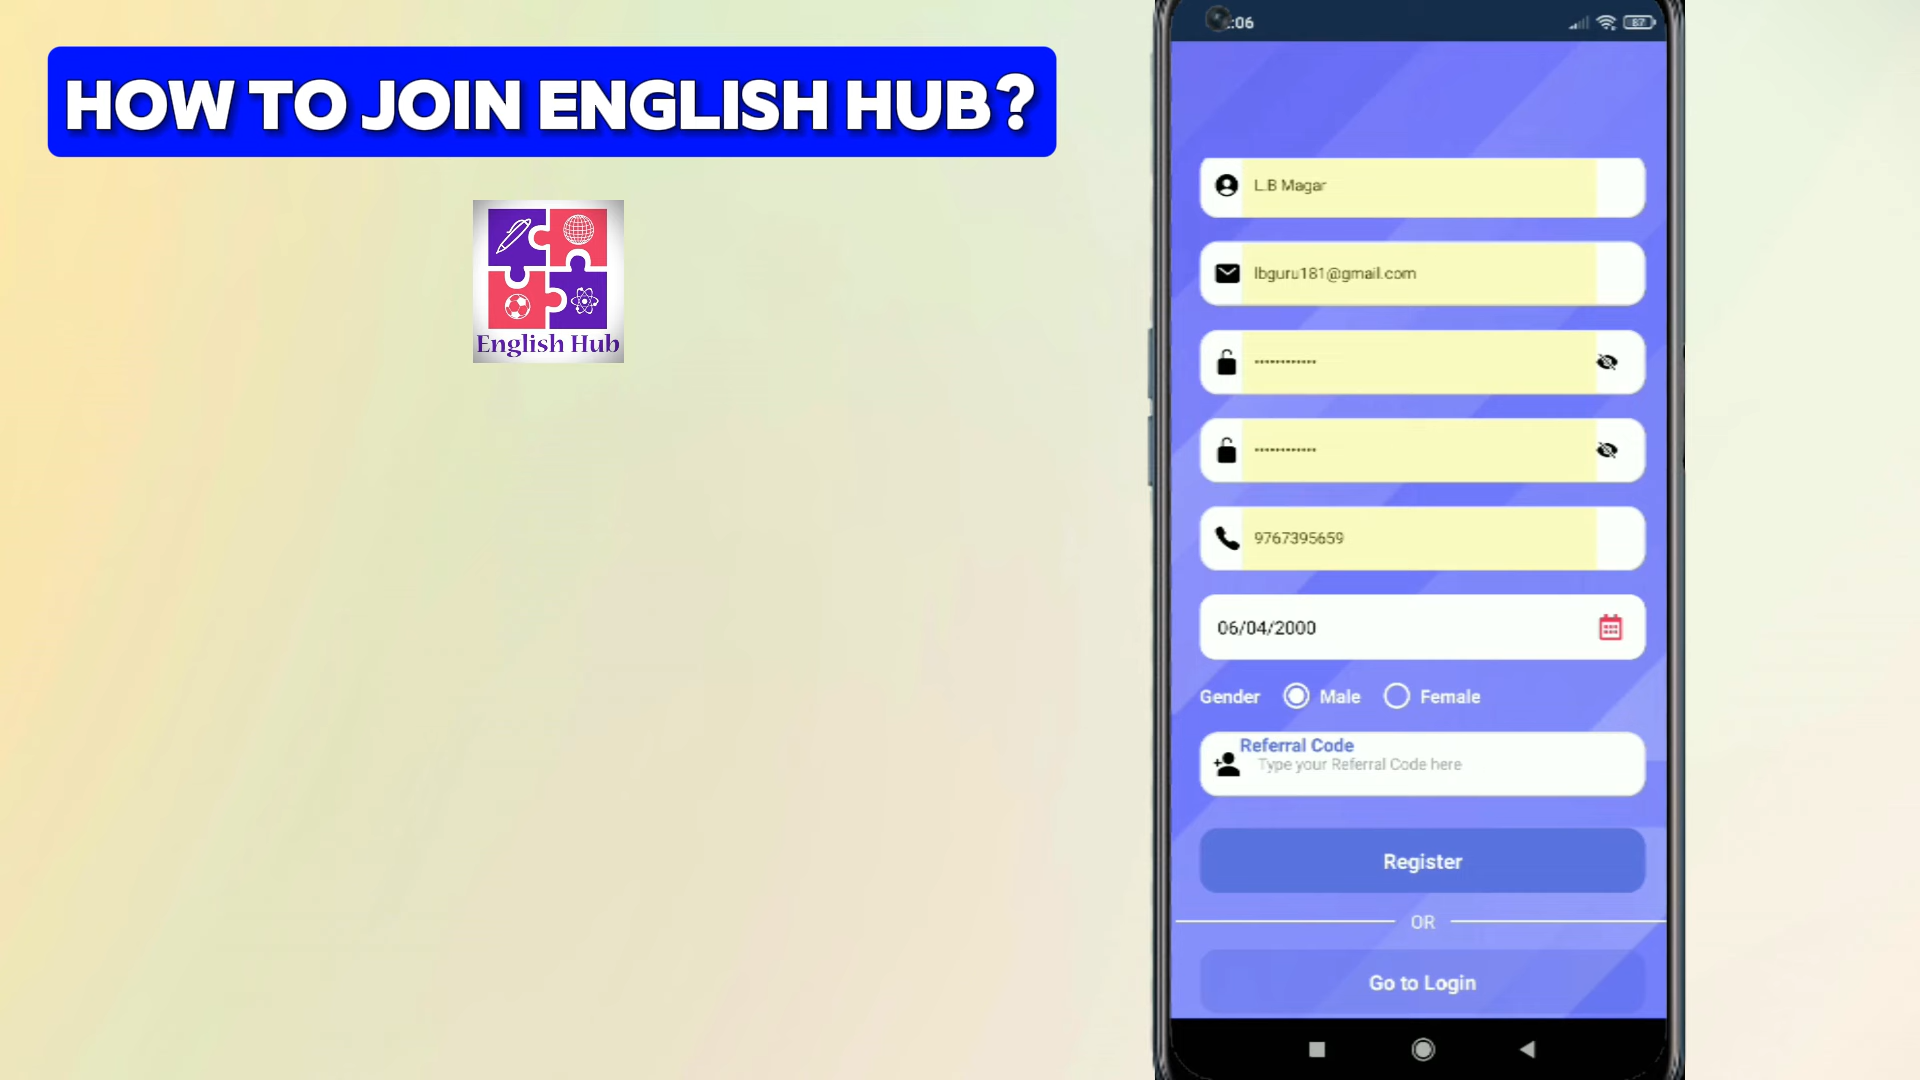 HOW TO JOIN ENGLISH HUB?
English Hub
:06
87
L.B Magar
lbguru181@gmail.com
••••••••••••
••••••••••••
9767395659
06/04/2000
Gender Male Female
Referral Code
Type your Referral Code here
Register
OR
Go to Login